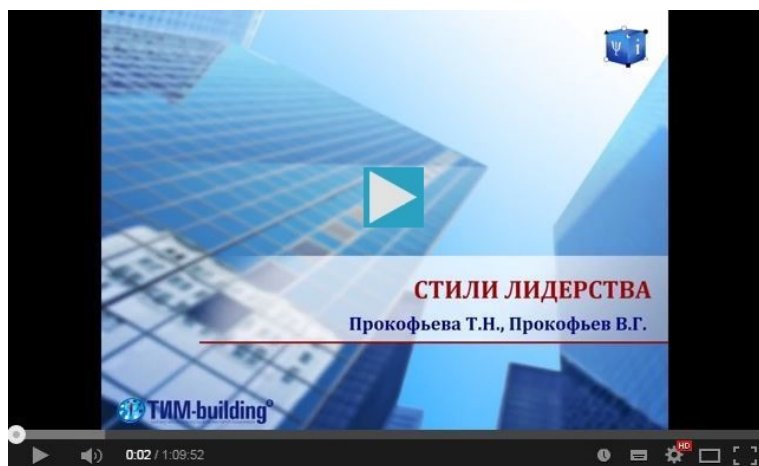 Ψ i
СТИЛИ ЛИДЕРСТВА
Прокофьева Т.Н., Прокофьев В.Г.
ТИМ-building®
0:02 / 1:09:52
HD